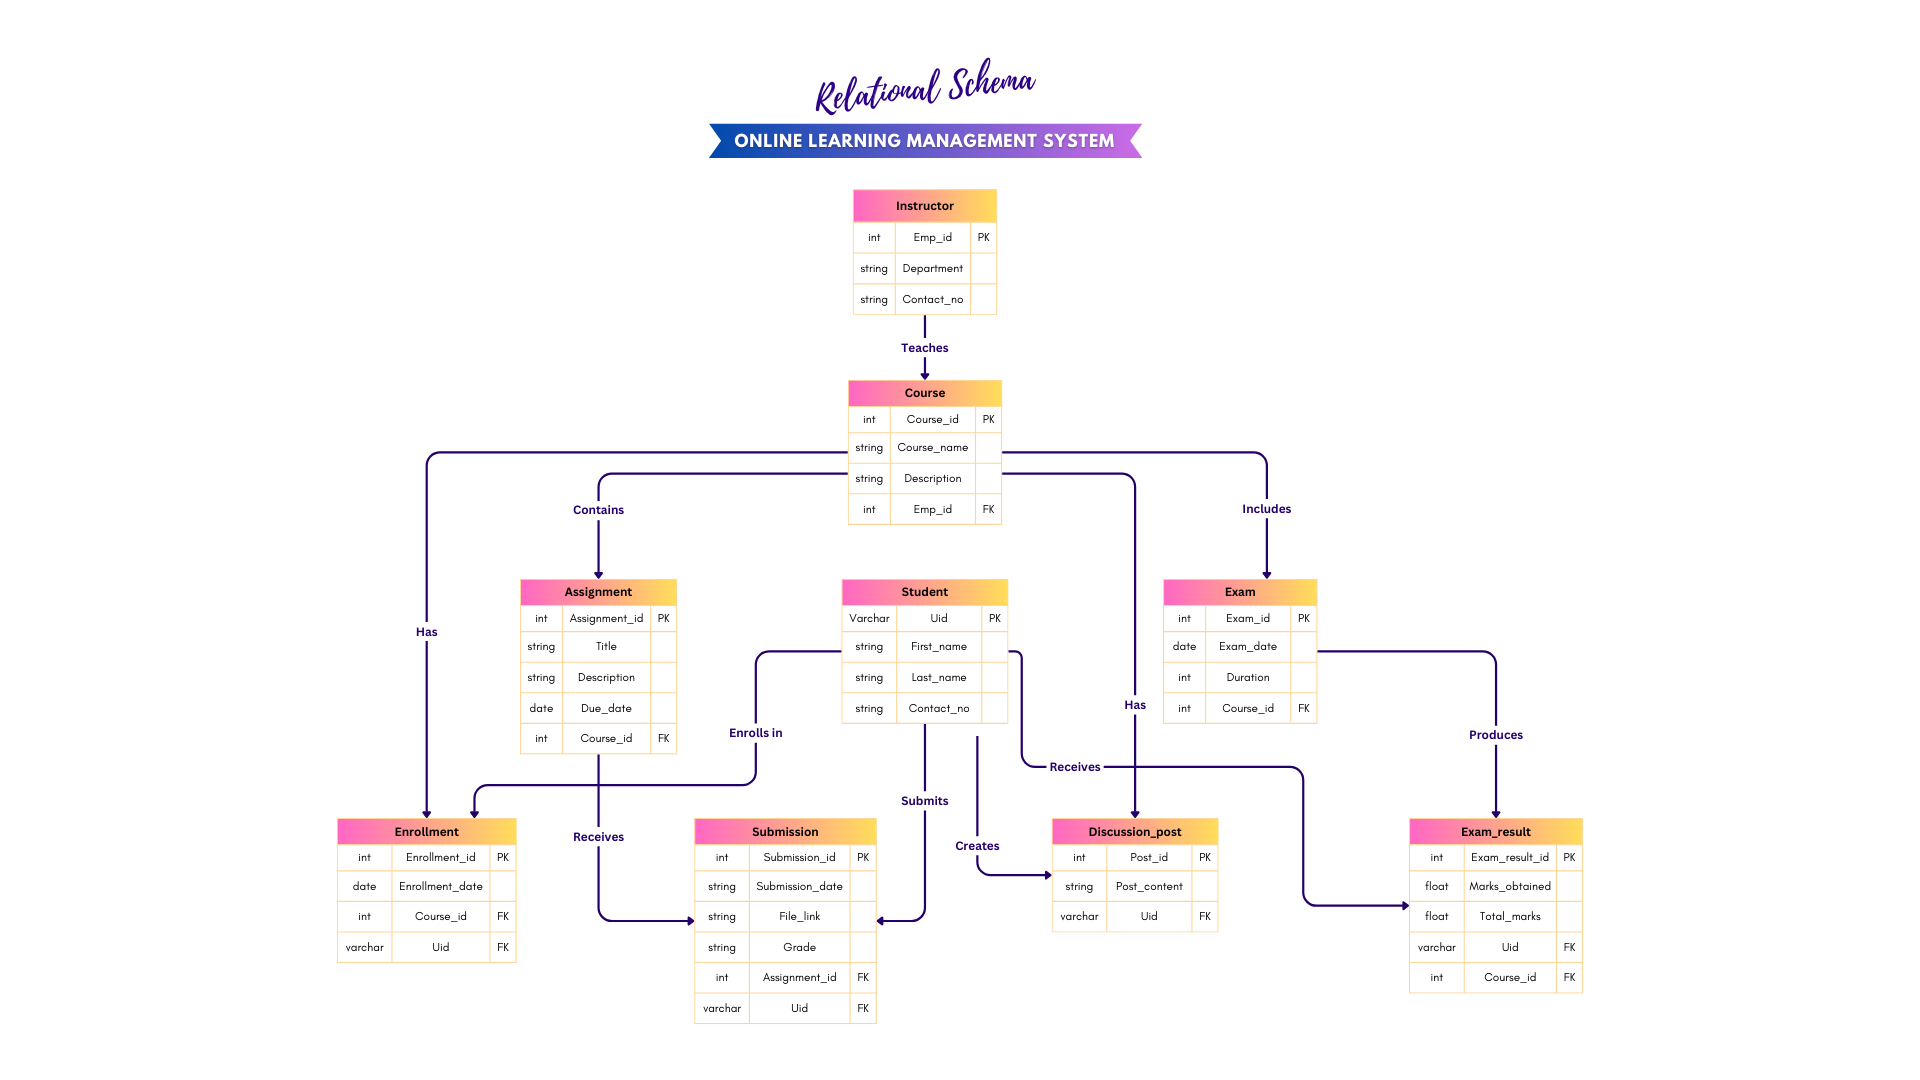 Relational Schema
ONLINE LEARNING MANAGEMENT SYSTEM
Instructor
int Emp_id PK
string Department
string Contact_no
Teaches
Course
int Course_id PK
string Course_name
string Description
int Emp_id FK
Contains
Includes
Has
Assignment
int Assignment_id PK
string Title
string Description
date Due_date
int Course_id FK
Student
Varchar Uid PK
string First_name
string Last_name
string Contact_no
Exam
int Exam_id PK
date Exam_date
int Duration
int Course_id FK
Has
Enrolls in
Produces
Receives
Submits
Receives
Creates
Enrollment
int Enrollment_id PK
date Enrollment_date
int Course_id FK
varchar Uid FK
Submission
int Submission_id PK
string Submission_date
string File_link
string Grade
int Assignment_id FK
varchar Uid FK
Discussion_post
int Post_id PK
string Post_content
varchar Uid FK
Exam_result
int Exam_result_id PK
float Marks_obtained
float Total_marks
varchar Uid FK
int Course_id FK